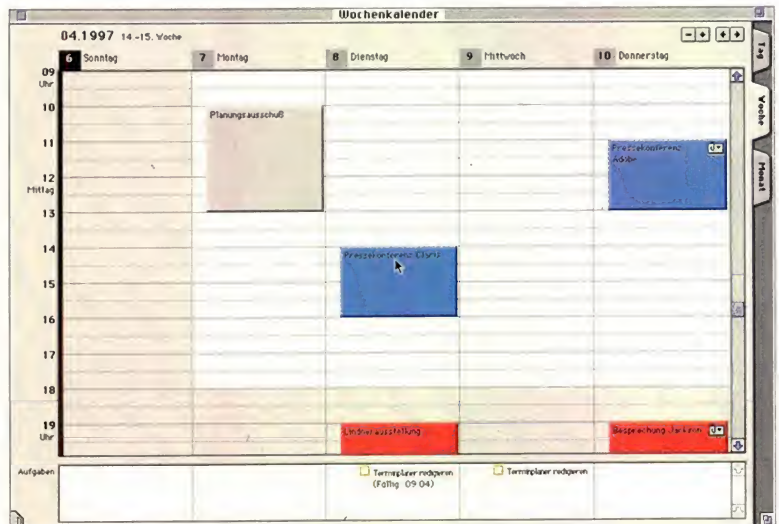 Wochenkalender
04.1997 14.-15. Woche
6 Sonntag
7 Montag
8 Dienstag
9 Mittwoch
10 Donnerstag
Tag
Woche
Monat
09
Uhr
10
Planungsausschuß
11
Pressekonferenz
Adobe
12
Mittag
13
14
Pressekonferenz Claris
15
16
17
18
19
Uhr
Lindnerausstellung
Besprechung Jackson
Aufgaben
Terminplaner redigieren
(Fällig 09.04)
Terminplaner redigieren